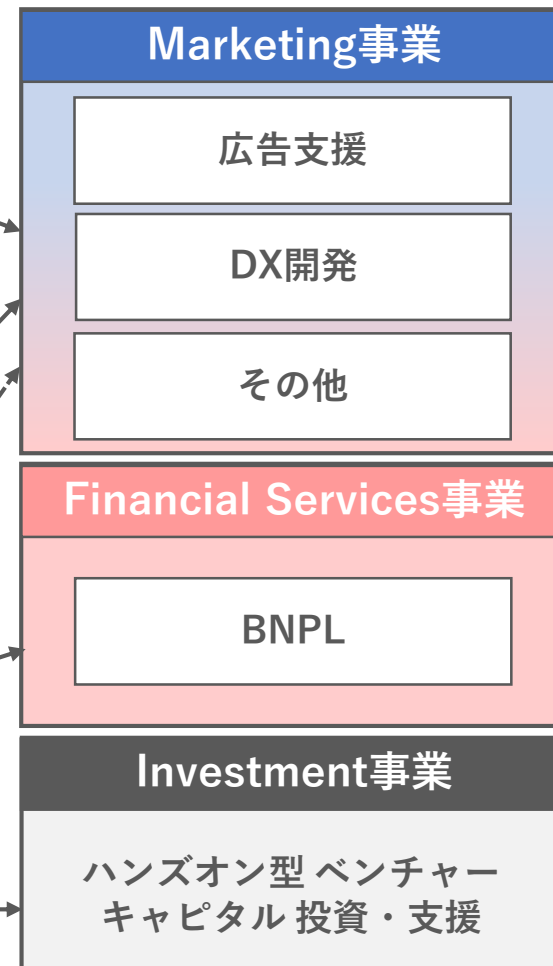 Marketing事業
広告支援
DX開発
その他
Financial Services事業
BNPL
Investment事業
ハンズオン型 ベンチャー
キャピタル 投資・支援